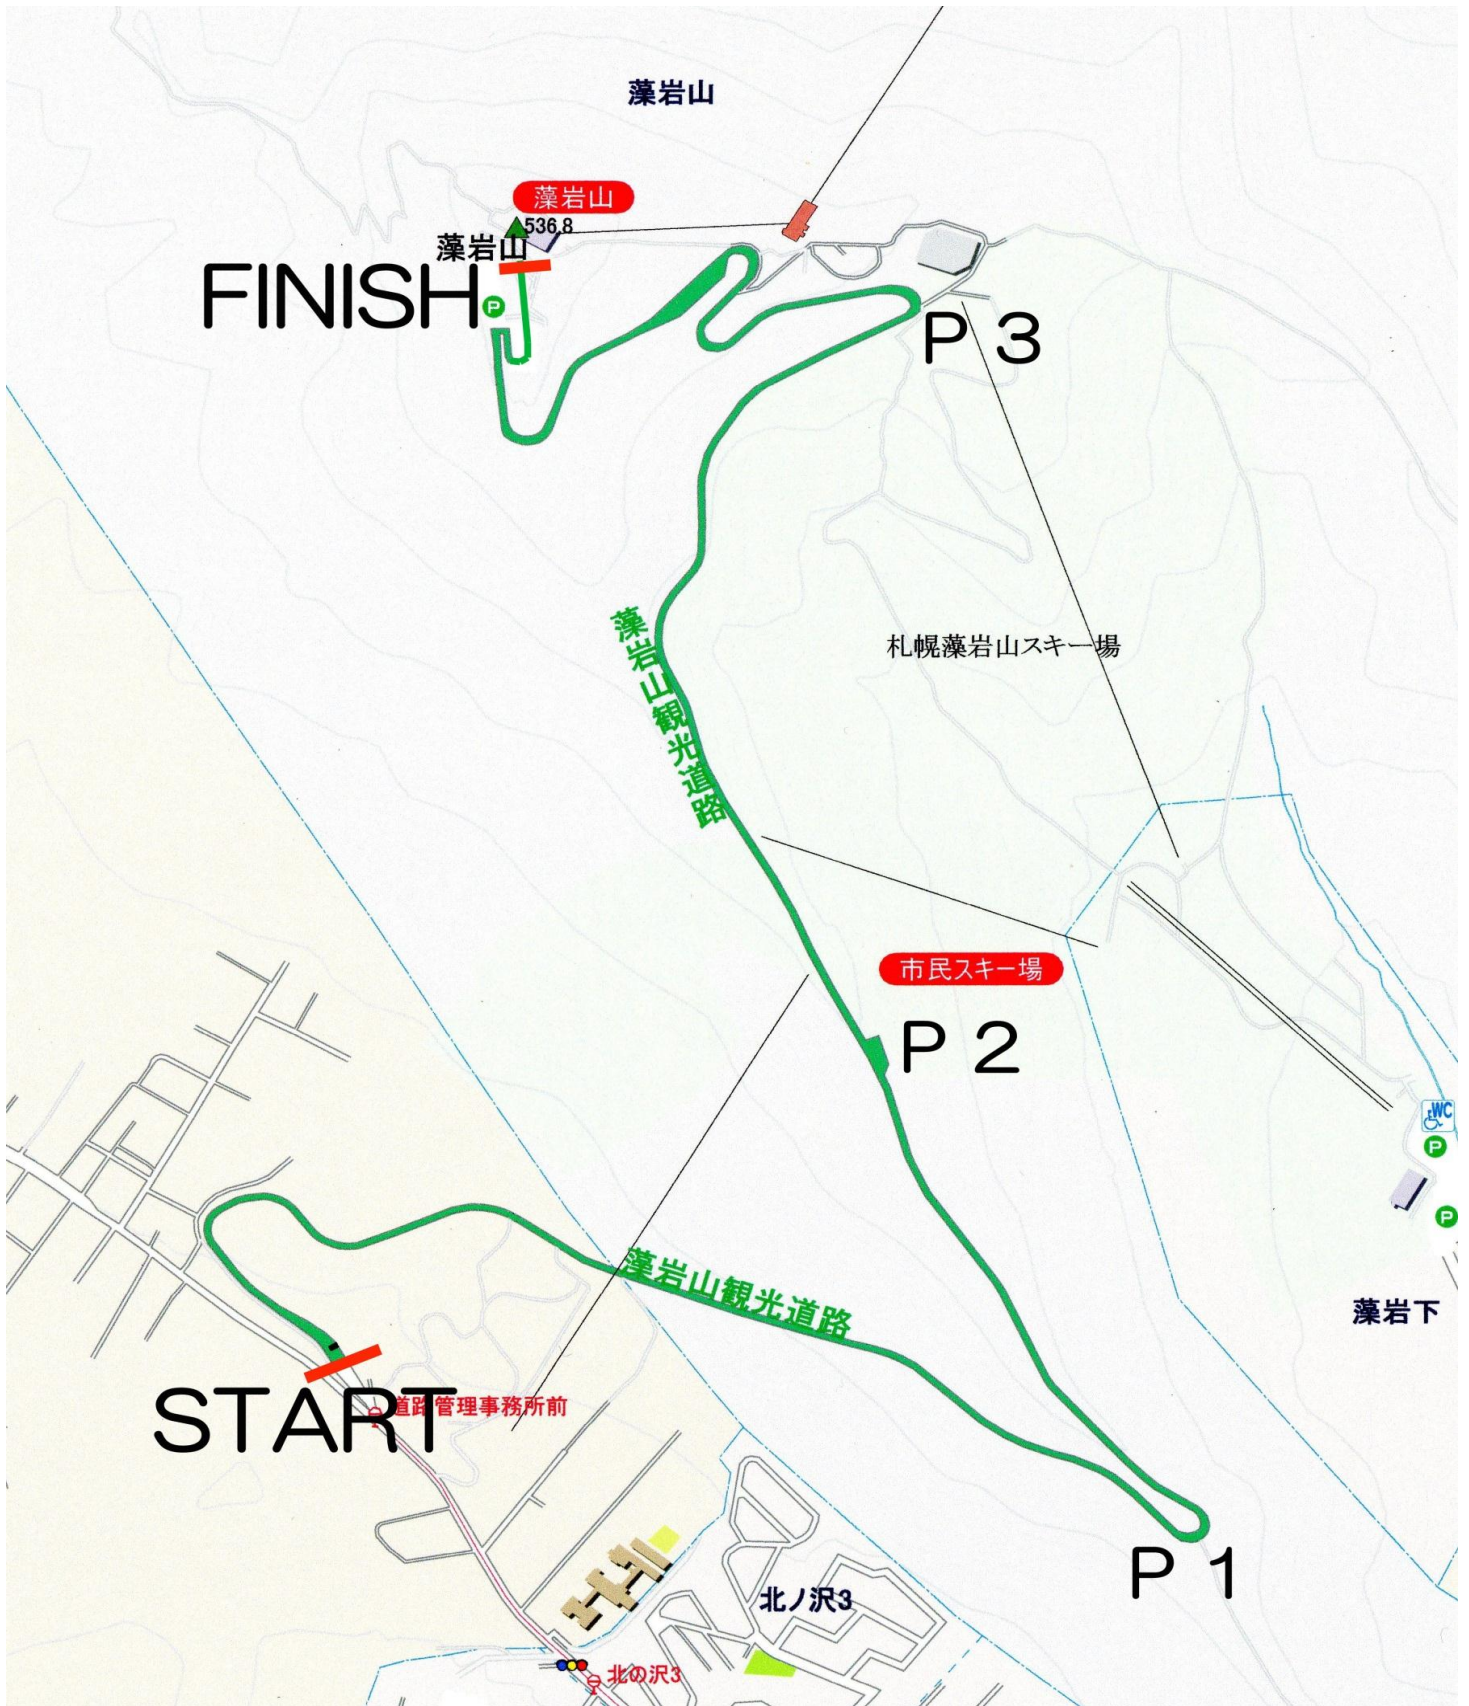 藻岩山
藻岩山
536.8
藻岩山
FINISH
P
P 3
藻岩山観光道路
札幌藻岩山スキー場
市民スキー場
P 2
WC
P
P
藻岩山観光道路
藻岩下
START
道路管理事務所前
P 1
北ノ沢3
北の沢3